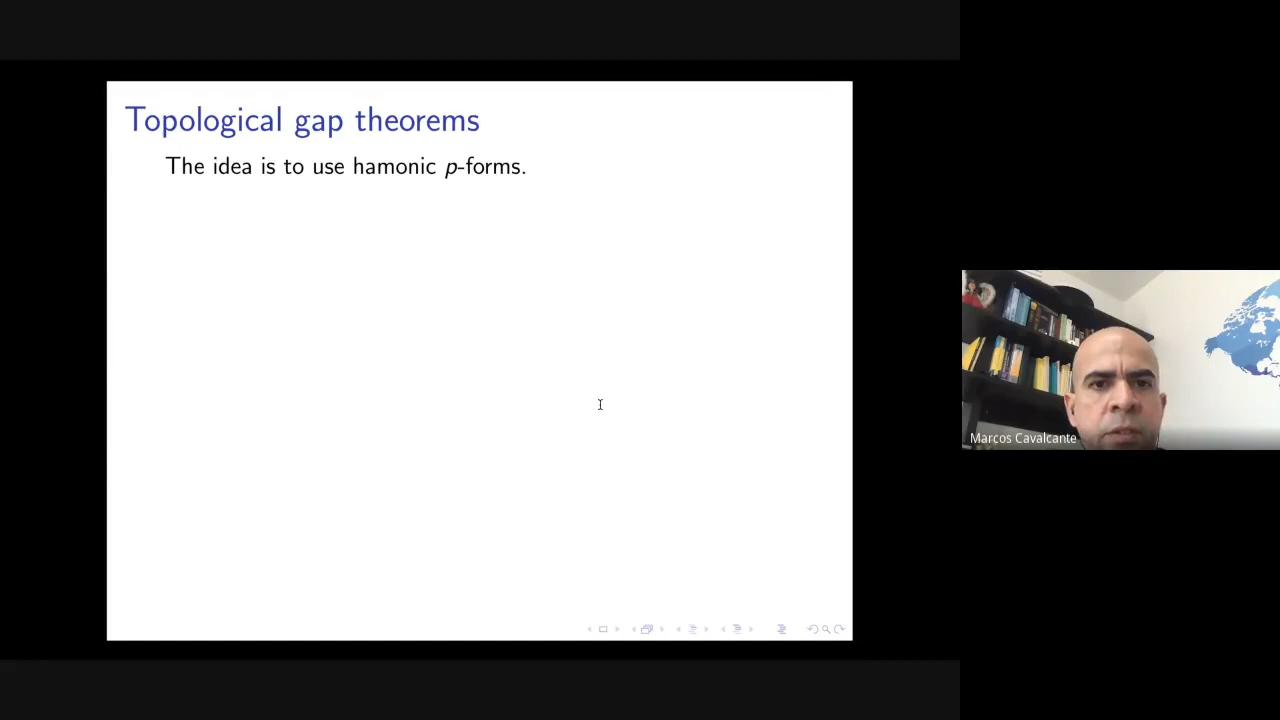 Topological gap theorems
The idea is to use hamonic p-forms.
Marcos Cavalcante